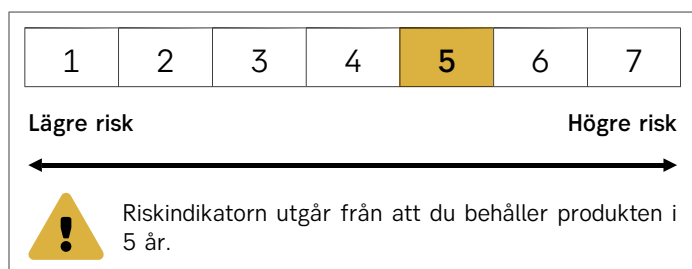 1 2 3 4 5 6 7
Lägre risk Högre risk
Riskindikatorn utgår från att du behåller produkten i
5 år.